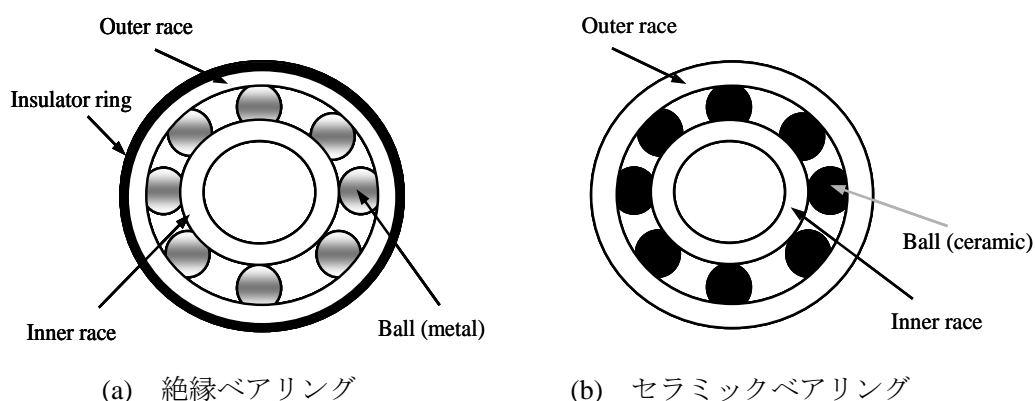 Outer race
Insulator ring
Inner race
Ball (metal)
(a) 絶縁ベアリング
Outer race
Ball (ceramic)
Inner race
(b) セラミックベアリング